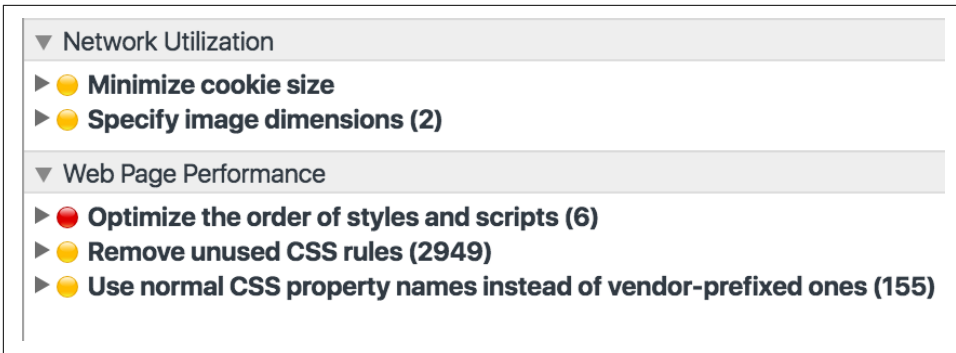 Network Utilization
Minimize cookie size
Specify image dimensions (2)
Web Page Performance
Optimize the order of styles and scripts (6)
Remove unused CSS rules (2949)
Use normal CSS property names instead of vendor-prefixed ones (155)